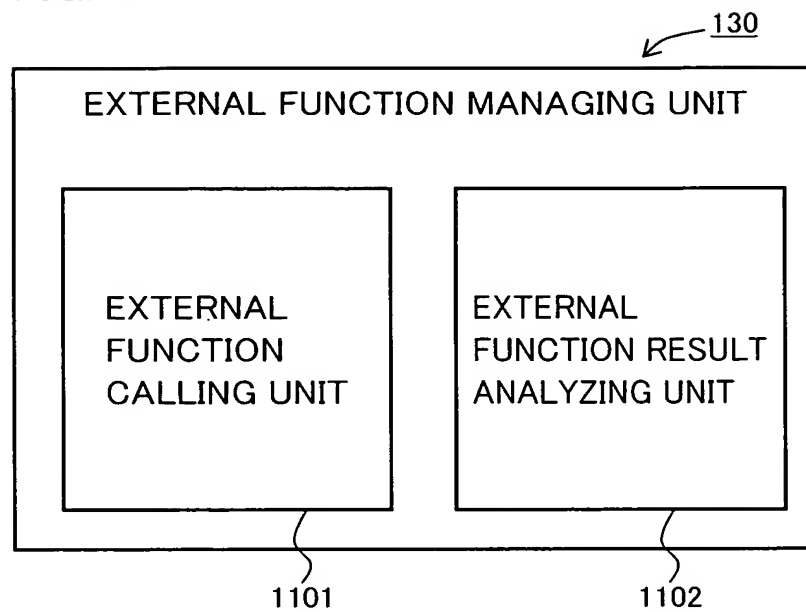 130
EXTERNAL FUNCTION MANAGING UNIT
EXTERNAL
FUNCTION
CALLING UNIT
EXTERNAL
FUNCTION RESULT
ANALYZING UNIT
1101
1102